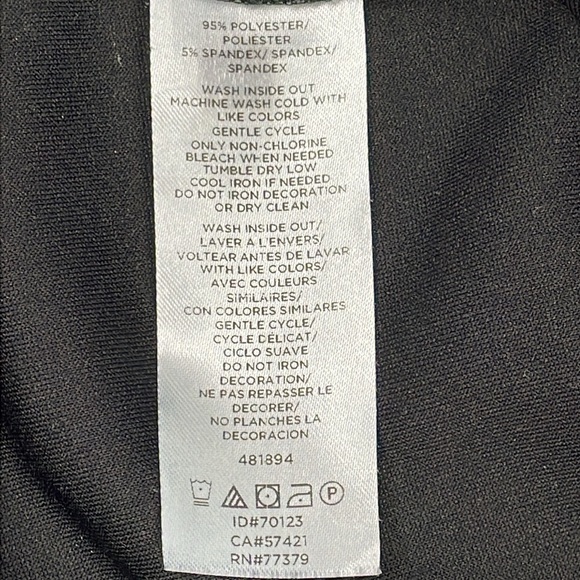 95% POLYESTER/
POLIESTER
5% SPANDEX/ SPANDEX/
SPANDEX
WASH INSIDE OUT
MACHINE WASH COLD WITH
LIKE COLORS
GENTLE CYCLE
ONLY NON-CHLORINE
BLEACH WHEN NEEDED
TUMBLE DRY LOW
COOL IRON IF NEEDED
DO NOT IRON DECORATION
OR DRY CLEAN
WASH INSIDE OUT/
LAVER A L'ENVERS/
VOLTEAR ANTES DE LAVAR
WITH LIKE COLORS/
AVEC COULEURS
SIMILAIRES/
CON COLORES SIMILARES
GENTLE CYCLE/
CYCLE DELICAT/
CICLO SUAVE
DO NOT IRON
DECORATION/
NE PAS REPASSER LE
DECORER/
NO PLANCHES LA
DECORACION
481894
P
ID#70123
CA#57421
RN#77379